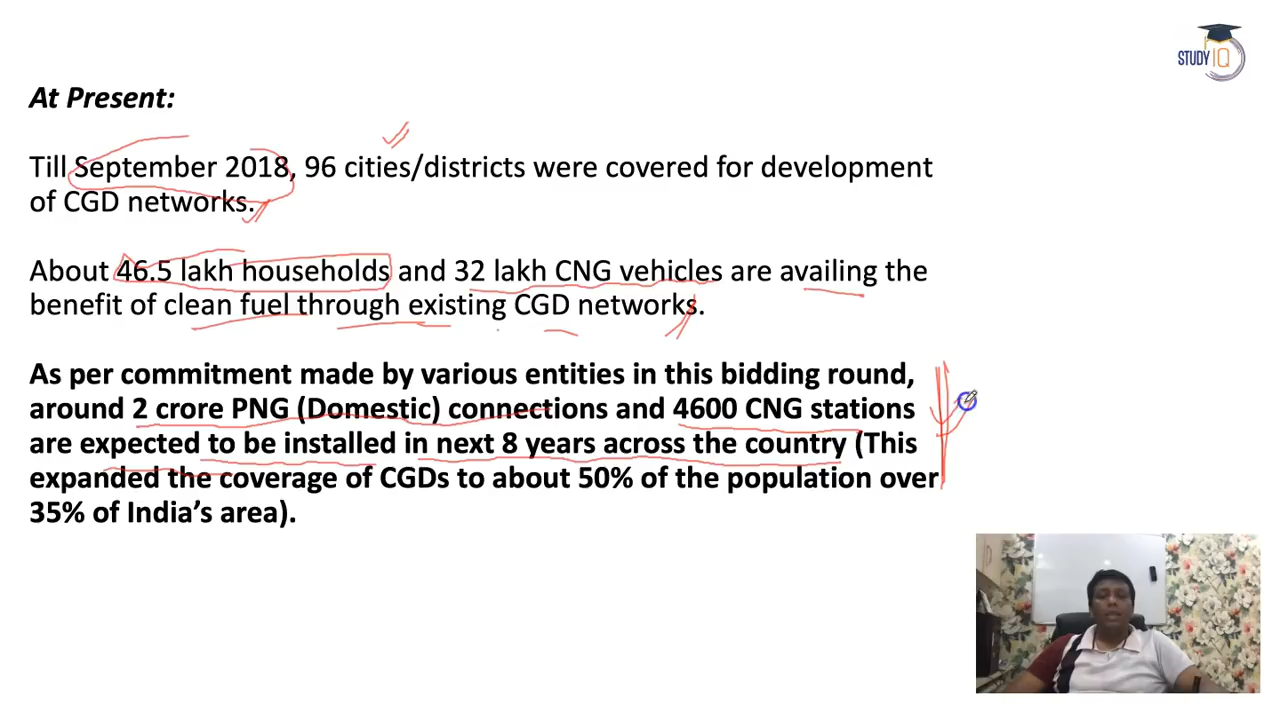 STUDY IQ
At Present:
Till September 2018, 96 cities/districts were covered for development
of CGD networks.
About 46.5 lakh households and 32 lakh CNG vehicles are availing the
benefit of clean fuel through existing CGD networks.
As per commitment made by various entities in this bidding round,
around 2 crore PNG (Domestic) connections and 4600 CNG stations
are expected to be installed in next 8 years across the country (This
expanded the coverage of CGDs to about 50% of the population over
35% of India’s area).